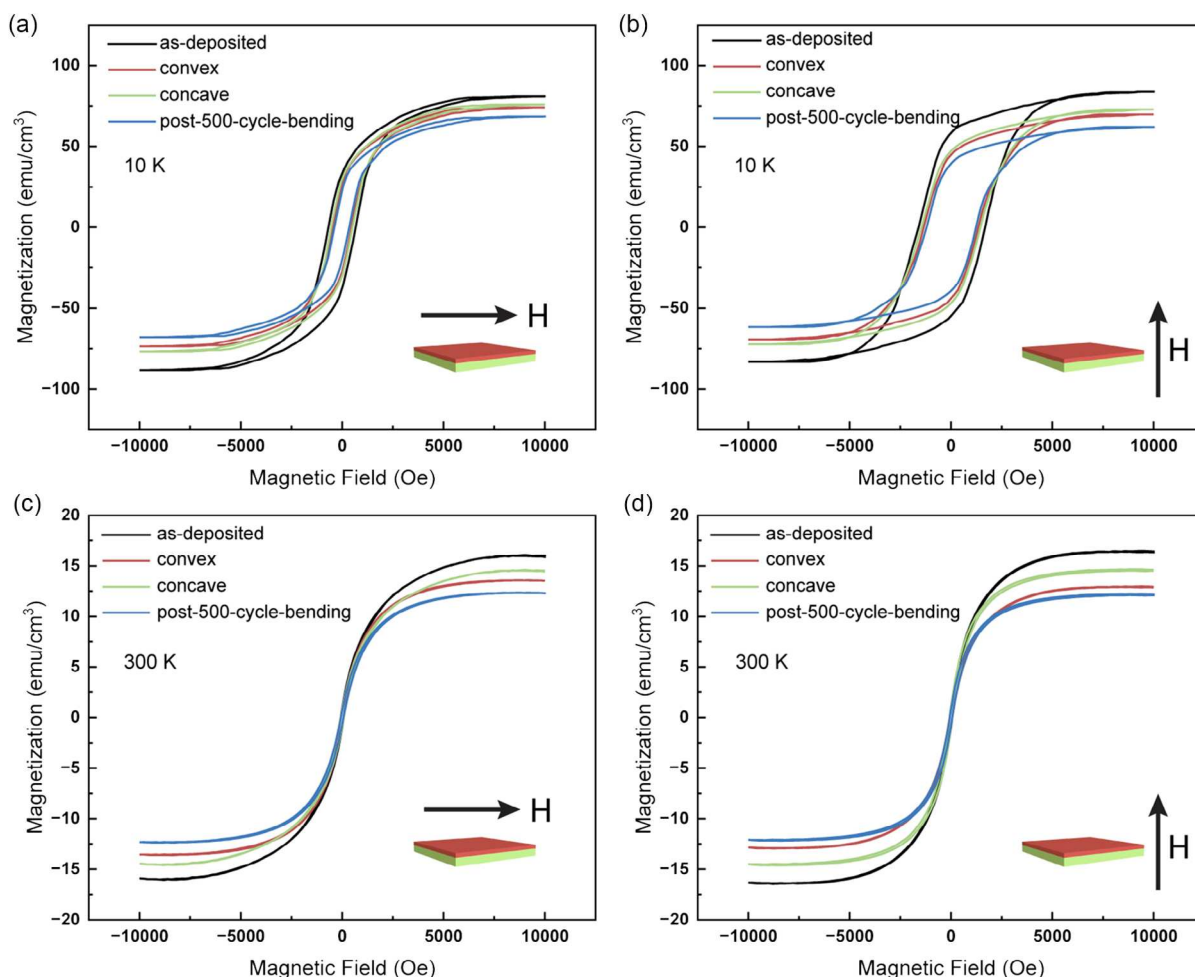 (a)
as-deposited
convex
concave
post-500-cycle-bending
10 K
100
50
0
−50
−100
Magnetization (emu/cm³)
−10000 −5000 0 5000 10000
Magnetic Field (Oe)
H
(b)
as-deposited
convex
concave
post-500-cycle-bending
10 K
100
50
0
−50
−100
Magnetization (emu/cm³)
−10000 −5000 0 5000 10000
Magnetic Field (Oe)
H
(c)
as-deposited
convex
concave
post-500-cycle-bending
300 K
20
15
10
5
0
−5
−10
−15
−20
Magnetization (emu/cm³)
−10000 −5000 0 5000 10000
Magnetic Field (Oe)
H
(d)
as-deposited
convex
concave
post-500-cycle-bending
300 K
20
15
10
5
0
−5
−10
−15
−20
Magnetization (emu/cm³)
−10000 −5000 0 5000 10000
Magnetic Field (Oe)
H